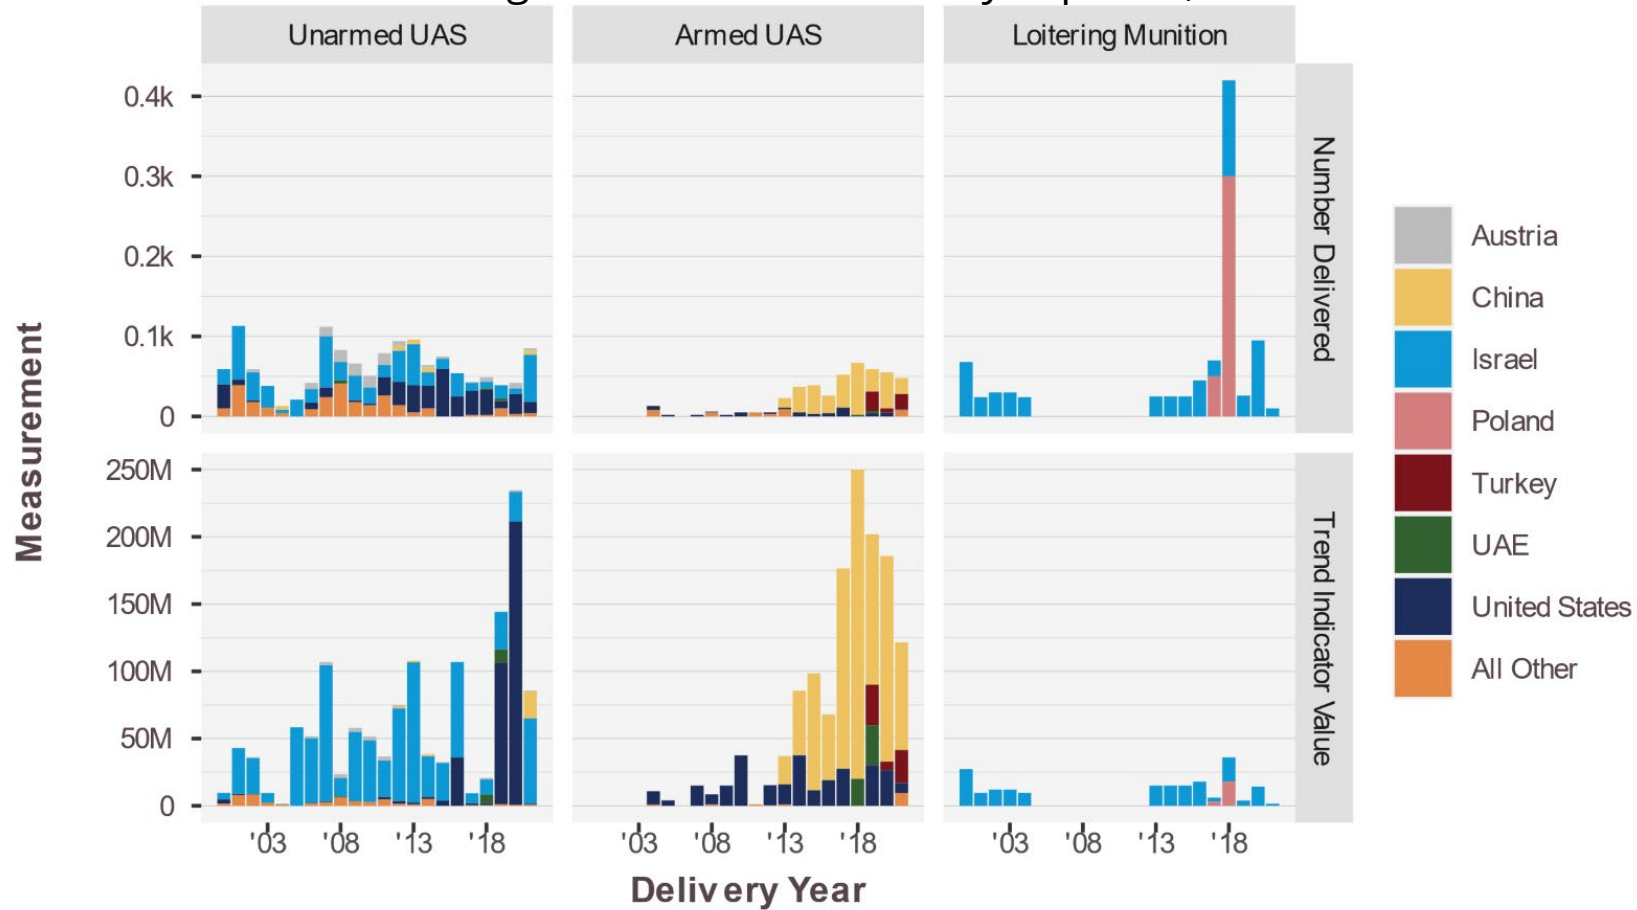 Unarmed UAS
Armed UAS
Loitering Munition
0.4k
0.3k
0.2k
0.1k
0
Number Delivered
250M
200M
150M
100M
50M
0
Trend Indicator Value
'03 '08 '13 '18
'03 '08 '13 '18
'03 '08 '13 '18
Measurement
Delivery Year
Austria
China
Israel
Poland
Turkey
UAE
United States
All Other